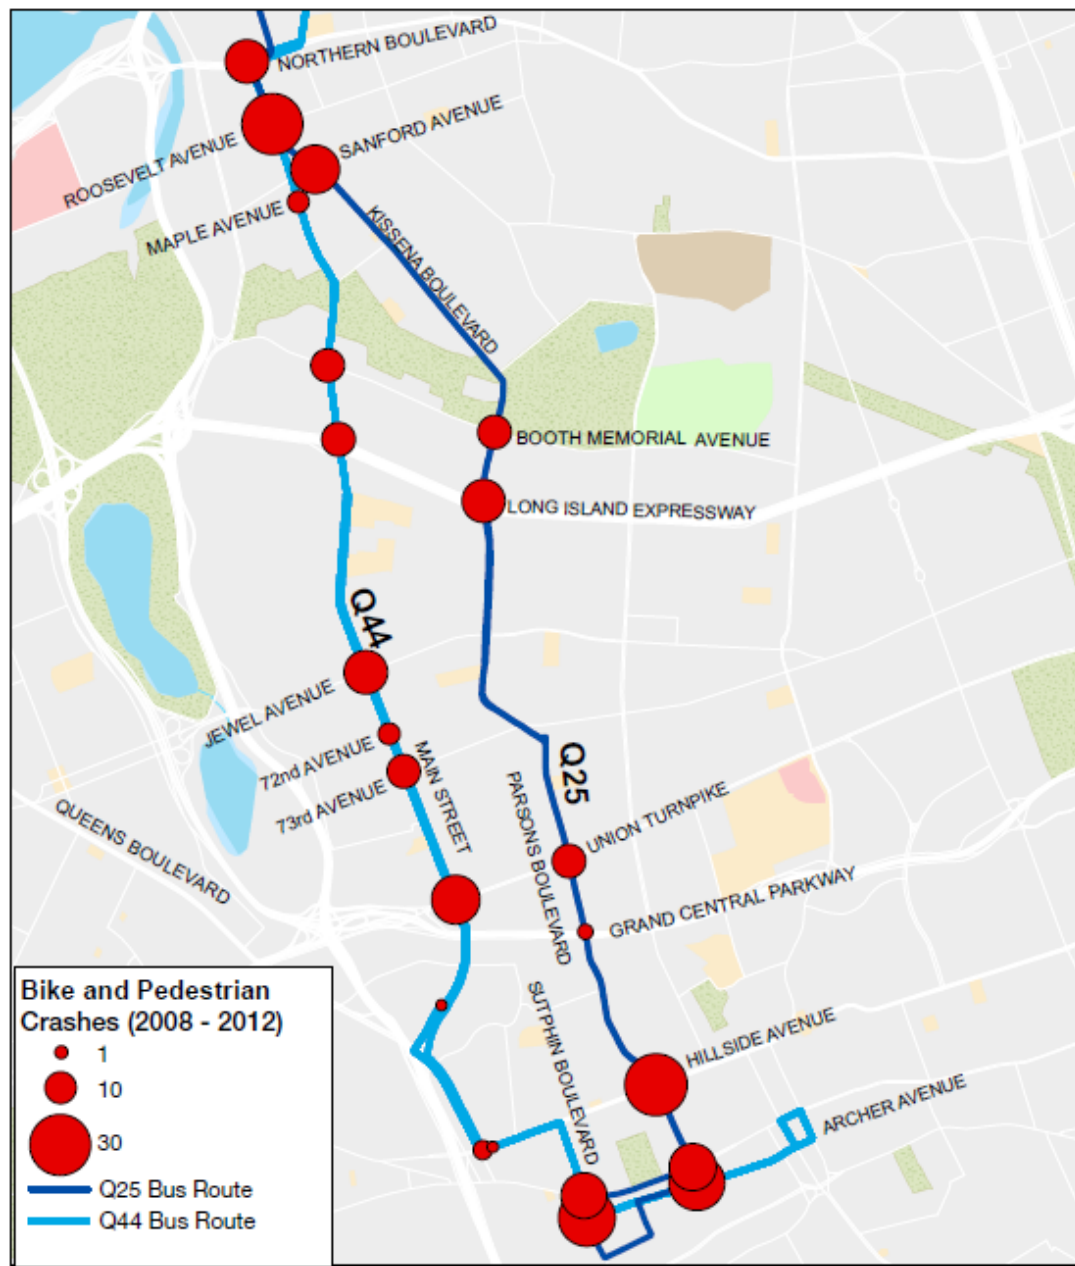 NORTHERN BOULEVARD
SANFORD AVENUE
ROOSEVELT AVENUE
MAPLE AVENUE
KISSENA BOULEVARD
BOOTH MEMORIAL AVENUE
LONG ISLAND EXPRESSWAY
Q44
JEWEL AVENUE
72nd AVENUE
MAIN STREET
73rd AVENUE
Q25
PARSONS BOULEVARD
UNION TURNPIKE
QUEENS BOULEVARD
GRAND CENTRAL PARKWAY
SUTPHIN BOULEVARD
HILLSIDE AVENUE
ARCHER AVENUE
Bike and Pedestrian
Crashes (2008 - 2012)
1
10
30
Q25 Bus Route
Q44 Bus Route